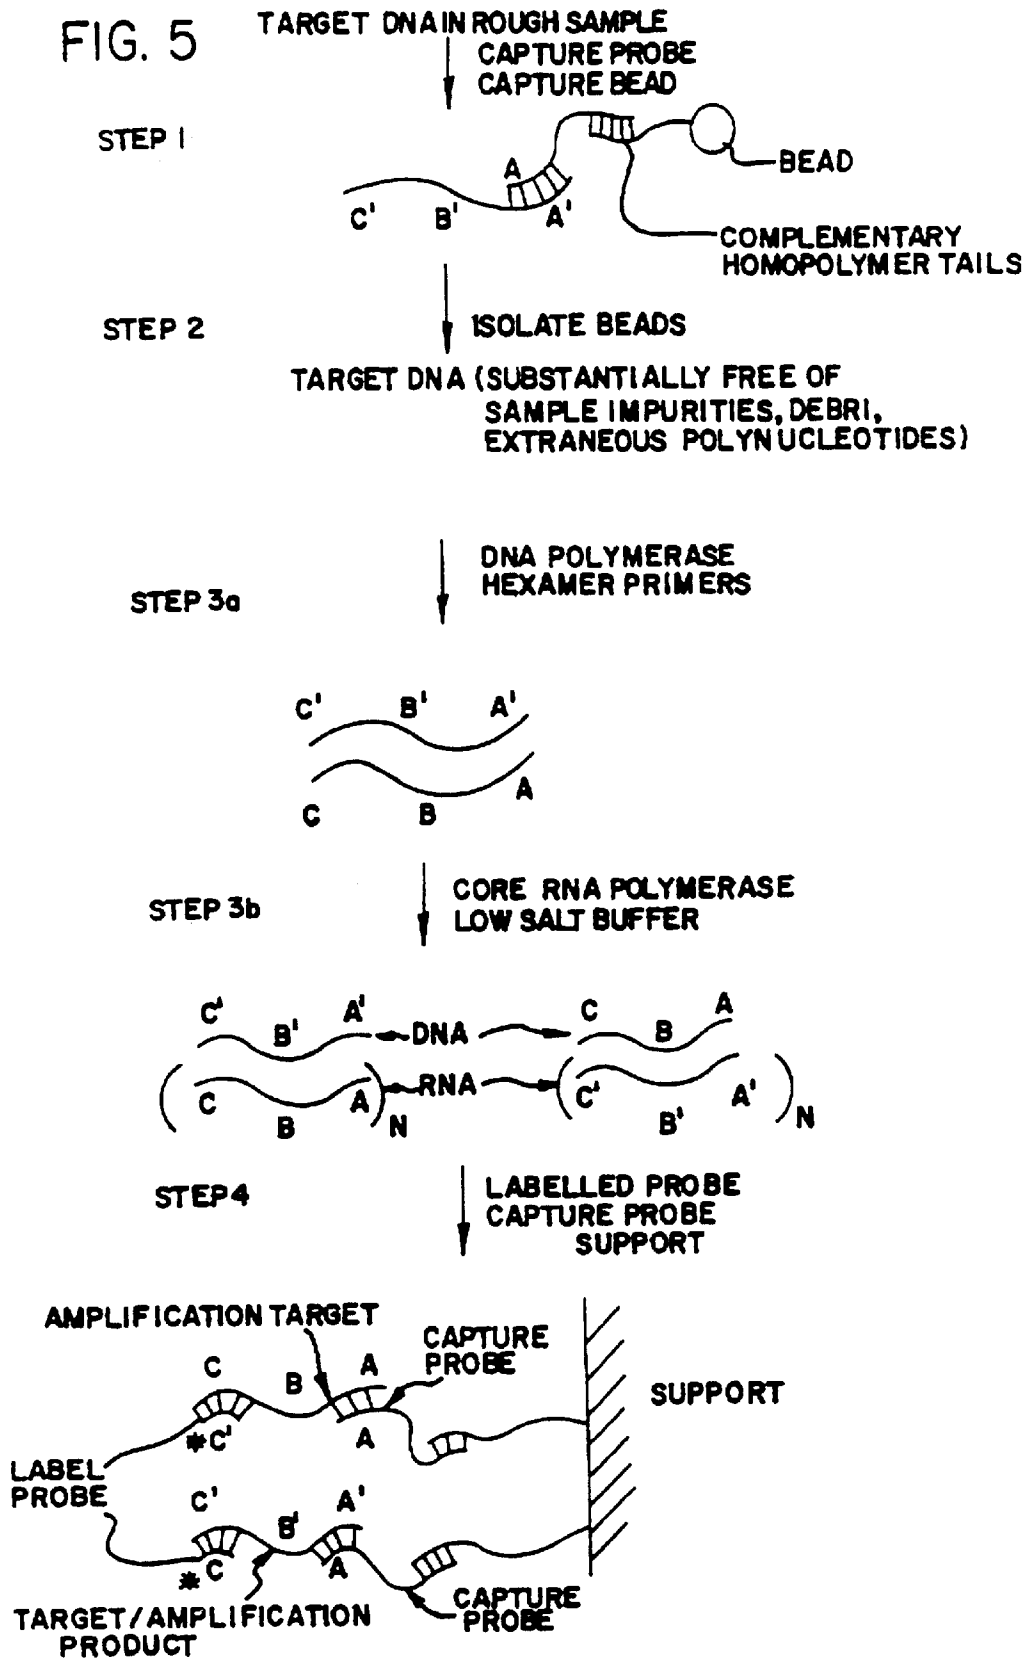 FIG. 5
TARGET DNA IN ROUGH SAMPLE
CAPTURE PROBE
CAPTURE BEAD
STEP 1
A
BEAD
C' B' A'
COMPLEMENTARY
HOMOPOLYMER TAILS
STEP 2
ISOLATE BEADS
TARGET DNA (SUBSTANTIALLY FREE OF
SAMPLE IMPURITIES, DEBRI,
EXTRANEOUS POLYNUCLEOTIDES)
DNA POLYMERASE
HEXAMER PRIMERS
STEP 3a
C' B' A'
C B A
CORE RNA POLYMERASE
LOW SALT BUFFER
STEP 3b
C' B' A' DNA C B A
RNA
C B A N C' B' A' N
STEP 4
LABELLED PROBE
CAPTURE PROBE
SUPPORT
AMPLIFICATION TARGET
CAPTURE
PROBE
C B A
SUPPORT
*C' A
LABEL
PROBE
C' B' A'
*C A
TARGET/AMPLIFICATION
PRODUCT
CAPTURE
PROBE